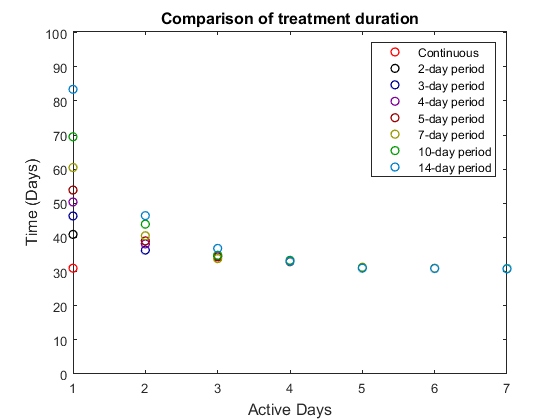 Comparison of treatment duration
100
90
80
70
60
50
40
30
20
10
0
Time (Days)
Continuous
2-day period
3-day period
4-day period
5-day period
7-day period
10-day period
14-day period
1 2 3 4 5 6 7
Active Days